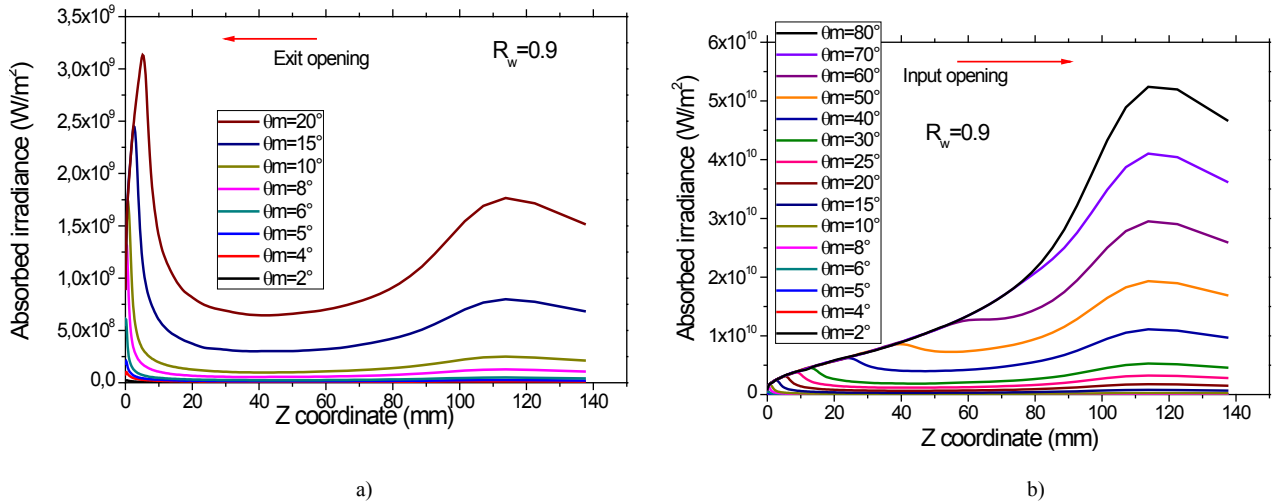 3,5x10⁹
3,0x10⁹
2,5x10⁹
2,0x10⁹
1,5x10⁹
1,0x10⁹
5,0x10⁸
0,0
Absorbed irradiance (W/m²)
Exit opening
R_w=0.9
θm=20°
θm=15°
θm=10°
θm=8°
θm=6°
θm=5°
θm=4°
θm=2°
0 20 40 60 80 100 120 140
Z coordinate (mm)
a)
6x10¹⁰
5x10¹⁰
4x10¹⁰
3x10¹⁰
2x10¹⁰
1x10¹⁰
0
Absorbed irradiance (W/m²)
θm=80°
θm=70°
θm=60°
θm=50°
θm=40°
θm=30°
θm=25°
θm=20°
θm=15°
θm=10°
θm=8°
θm=6°
θm=5°
θm=4°
θm=2°
Input opening
R_w=0.9
0 20 40 60 80 100 120 140
Z coordinate (mm)
b)